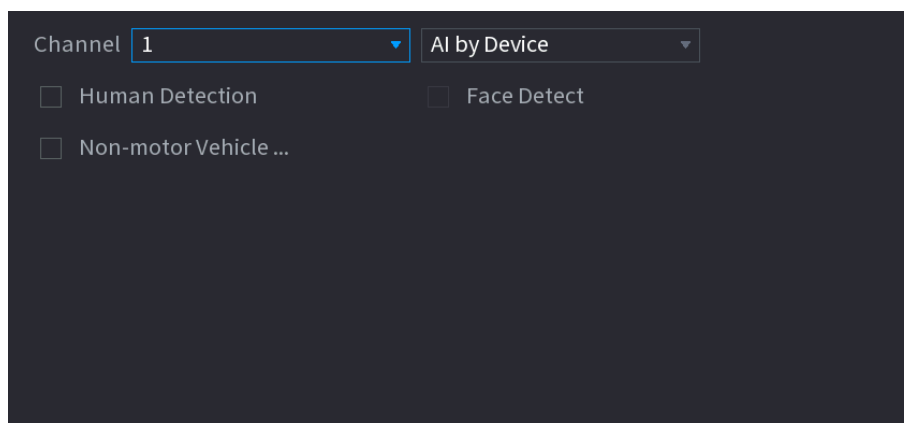 Channel 1 AI by Device
Human Detection Face Detect
Non-motor Vehicle ...